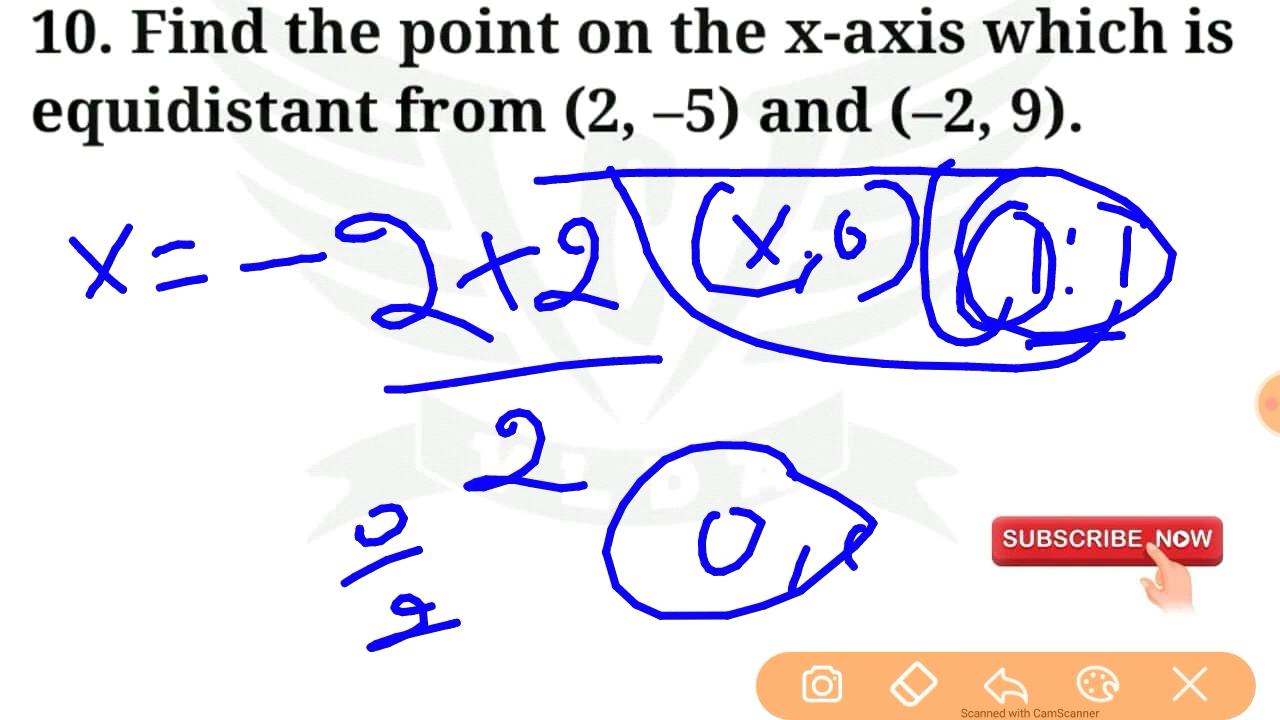 10. Find the point on the x-axis which is
equidistant from (2, –5) and (–2, 9).
x = -2+2
(x, 0) 1:1
2
0
2
0,
VIDA
SUBSCRIBE NOW
Scanned with CamScanner